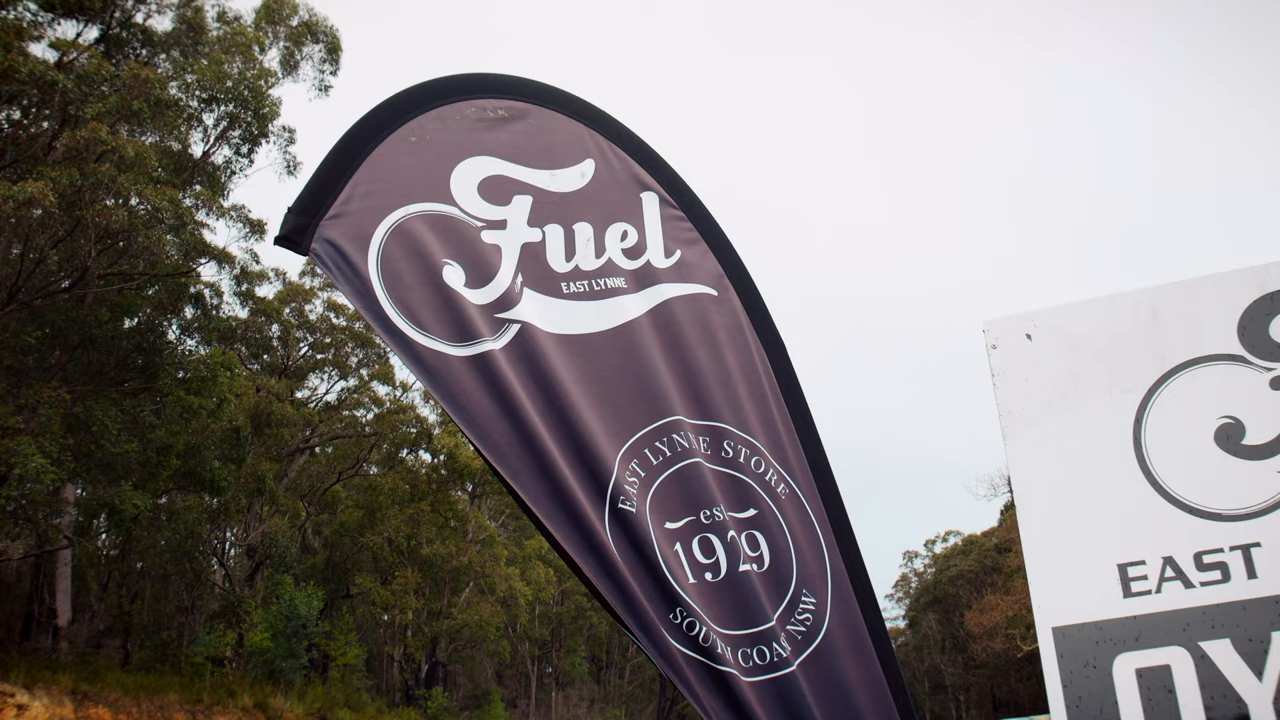 Fuel
EAST LYNNE
EAST LYNNE STORE
est
1929
SOUTH COAST NSW
EAST
OY